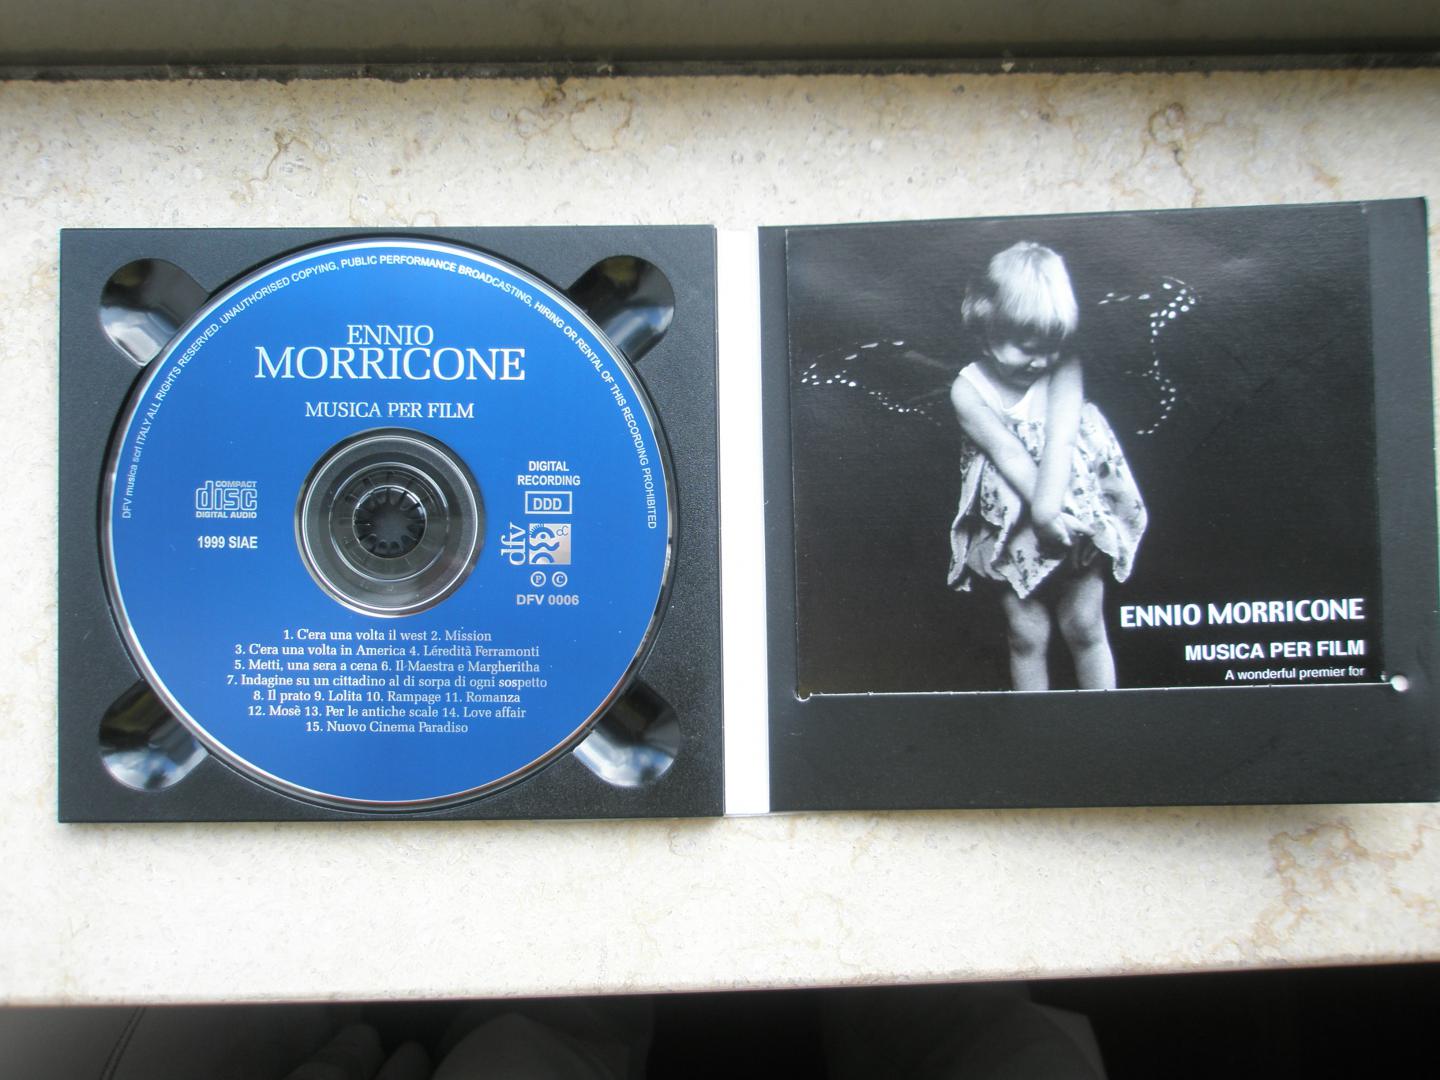 DFV musica scrl ITALY ALL RIGHTS RESERVED. UNAUTHORISED COPYING, PUBLIC PERFORMANCE BROADCASTING, HIRING OR RENTAL OF THIS RECORDING PROHIBITED
ENNIO
MORRICONE
MUSICA PER FILM
COMPACT
disc
DIGITAL AUDIO
1999 SIAE
DIGITAL
RECORDING
DDD
dfv
℗ ©
DFV 0006
1. C'era una volta il west 2. Mission
3. C'era una volta in America 4. Léredità Ferramonti
5. Metti, una sera a cena 6. Il Maestra e Margheritha
7. Indagine su un cittadino al di sorpa di ogni sospetto
8. Il prato 9. Lolita 10. Rampage 11. Romanza
12. Mosè 13. Per le antiche scale 14. Love affair
15. Nuovo Cinema Paradiso
ENNIO MORRICONE
MUSICA PER FILM
A wonderful premier for